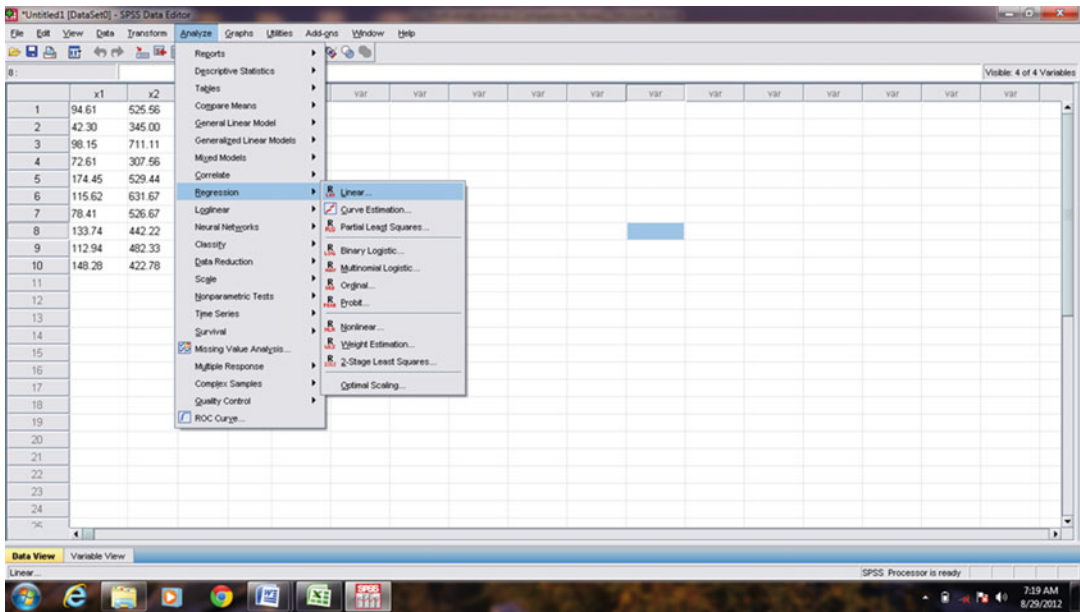 *Untitled1 [DataSet0] - SPSS Data Editor
File Edit View Data Transform Analyze Graphs Utilities Add-ons Window Help
8 :
Visible: 4 of 4 Variables
x1 x2 var var var var var var var var var var var var
1 94.61 525.56
2 42.30 345.00
3 98.15 711.11
4 72.61 307.56
5 174.45 529.44
6 115.62 631.67
7 78.41 526.67
8 133.74 442.22
9 112.94 482.33
10 148.28 422.78
11
12
13
14
15
16
17
18
19
20
21
22
23
24
Reports
Descriptive Statistics
Tables
Compare Means
General Linear Model
Generalized Linear Models
Mixed Models
Correlate
Regression
Loglinear
Neural Networks
Classify
Data Reduction
Scale
Nonparametric Tests
Time Series
Survival
Missing Value Analysis...
Multiple Response
Complex Samples
Quality Control
ROC Curve...
Linear...
Curve Estimation...
Partial Least Squares...
Binary Logistic...
Multinomial Logistic...
Ordinal...
Probit...
Nonlinear...
Weight Estimation...
2-Stage Least Squares...
Optimal Scaling...
Data View Variable View
Linear...
SPSS Processor is ready
SPSS
7:19 AM
8/29/2012